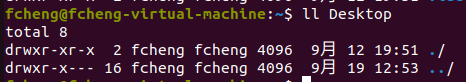 fcheng@fcheng-virtual-machine:~$ ll Desktop
total 8
drwxr-xr-x  2 fcheng fcheng 4096  9月 12 19:51 ./
drwxr-x--- 16 fcheng fcheng 4096  9月 19 12:53 ../